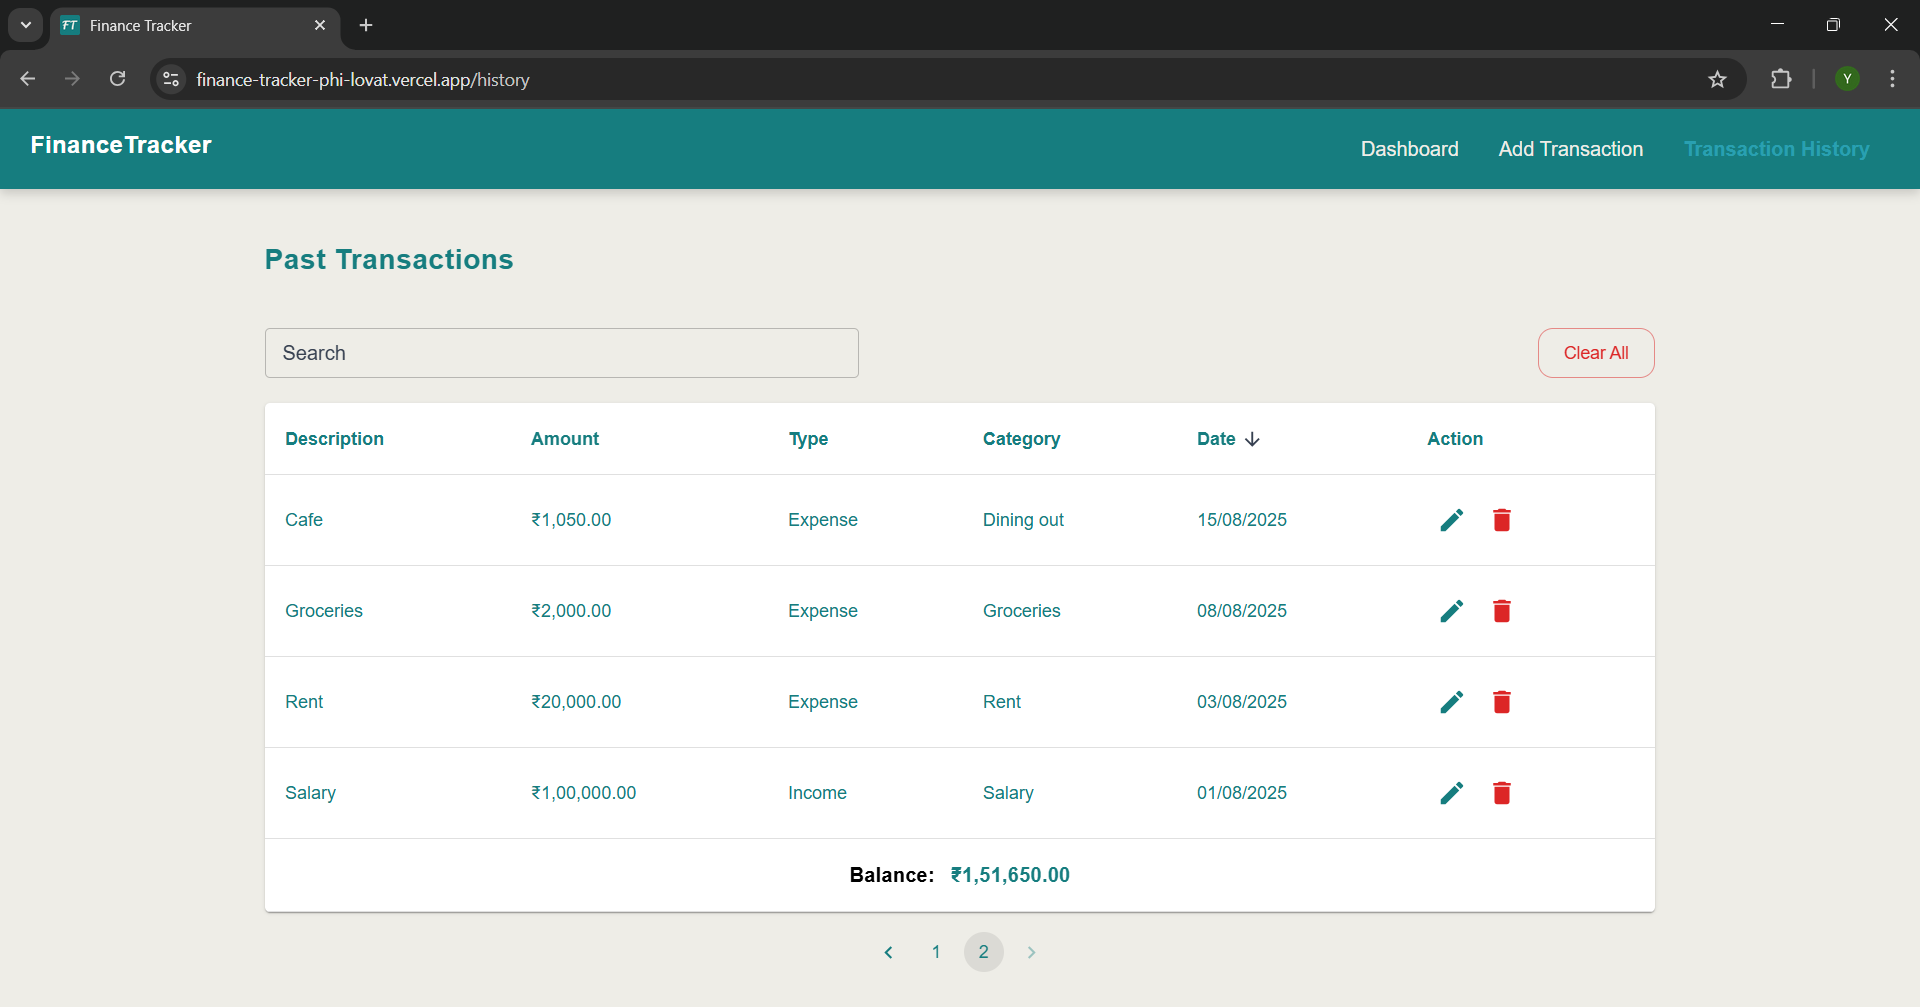 FT Finance Tracker
finance-tracker-phi-lovat.vercel.app/history
Y
FinanceTracker
Dashboard Add Transaction Transaction History
Past Transactions
Search
Clear All
Description Amount Type Category Date Action
Cafe ₹1,050.00 Expense Dining out 15/08/2025
Groceries ₹2,000.00 Expense Groceries 08/08/2025
Rent ₹20,000.00 Expense Rent 03/08/2025
Salary ₹1,00,000.00 Income Salary 01/08/2025
Balance: ₹1,51,650.00
1 2